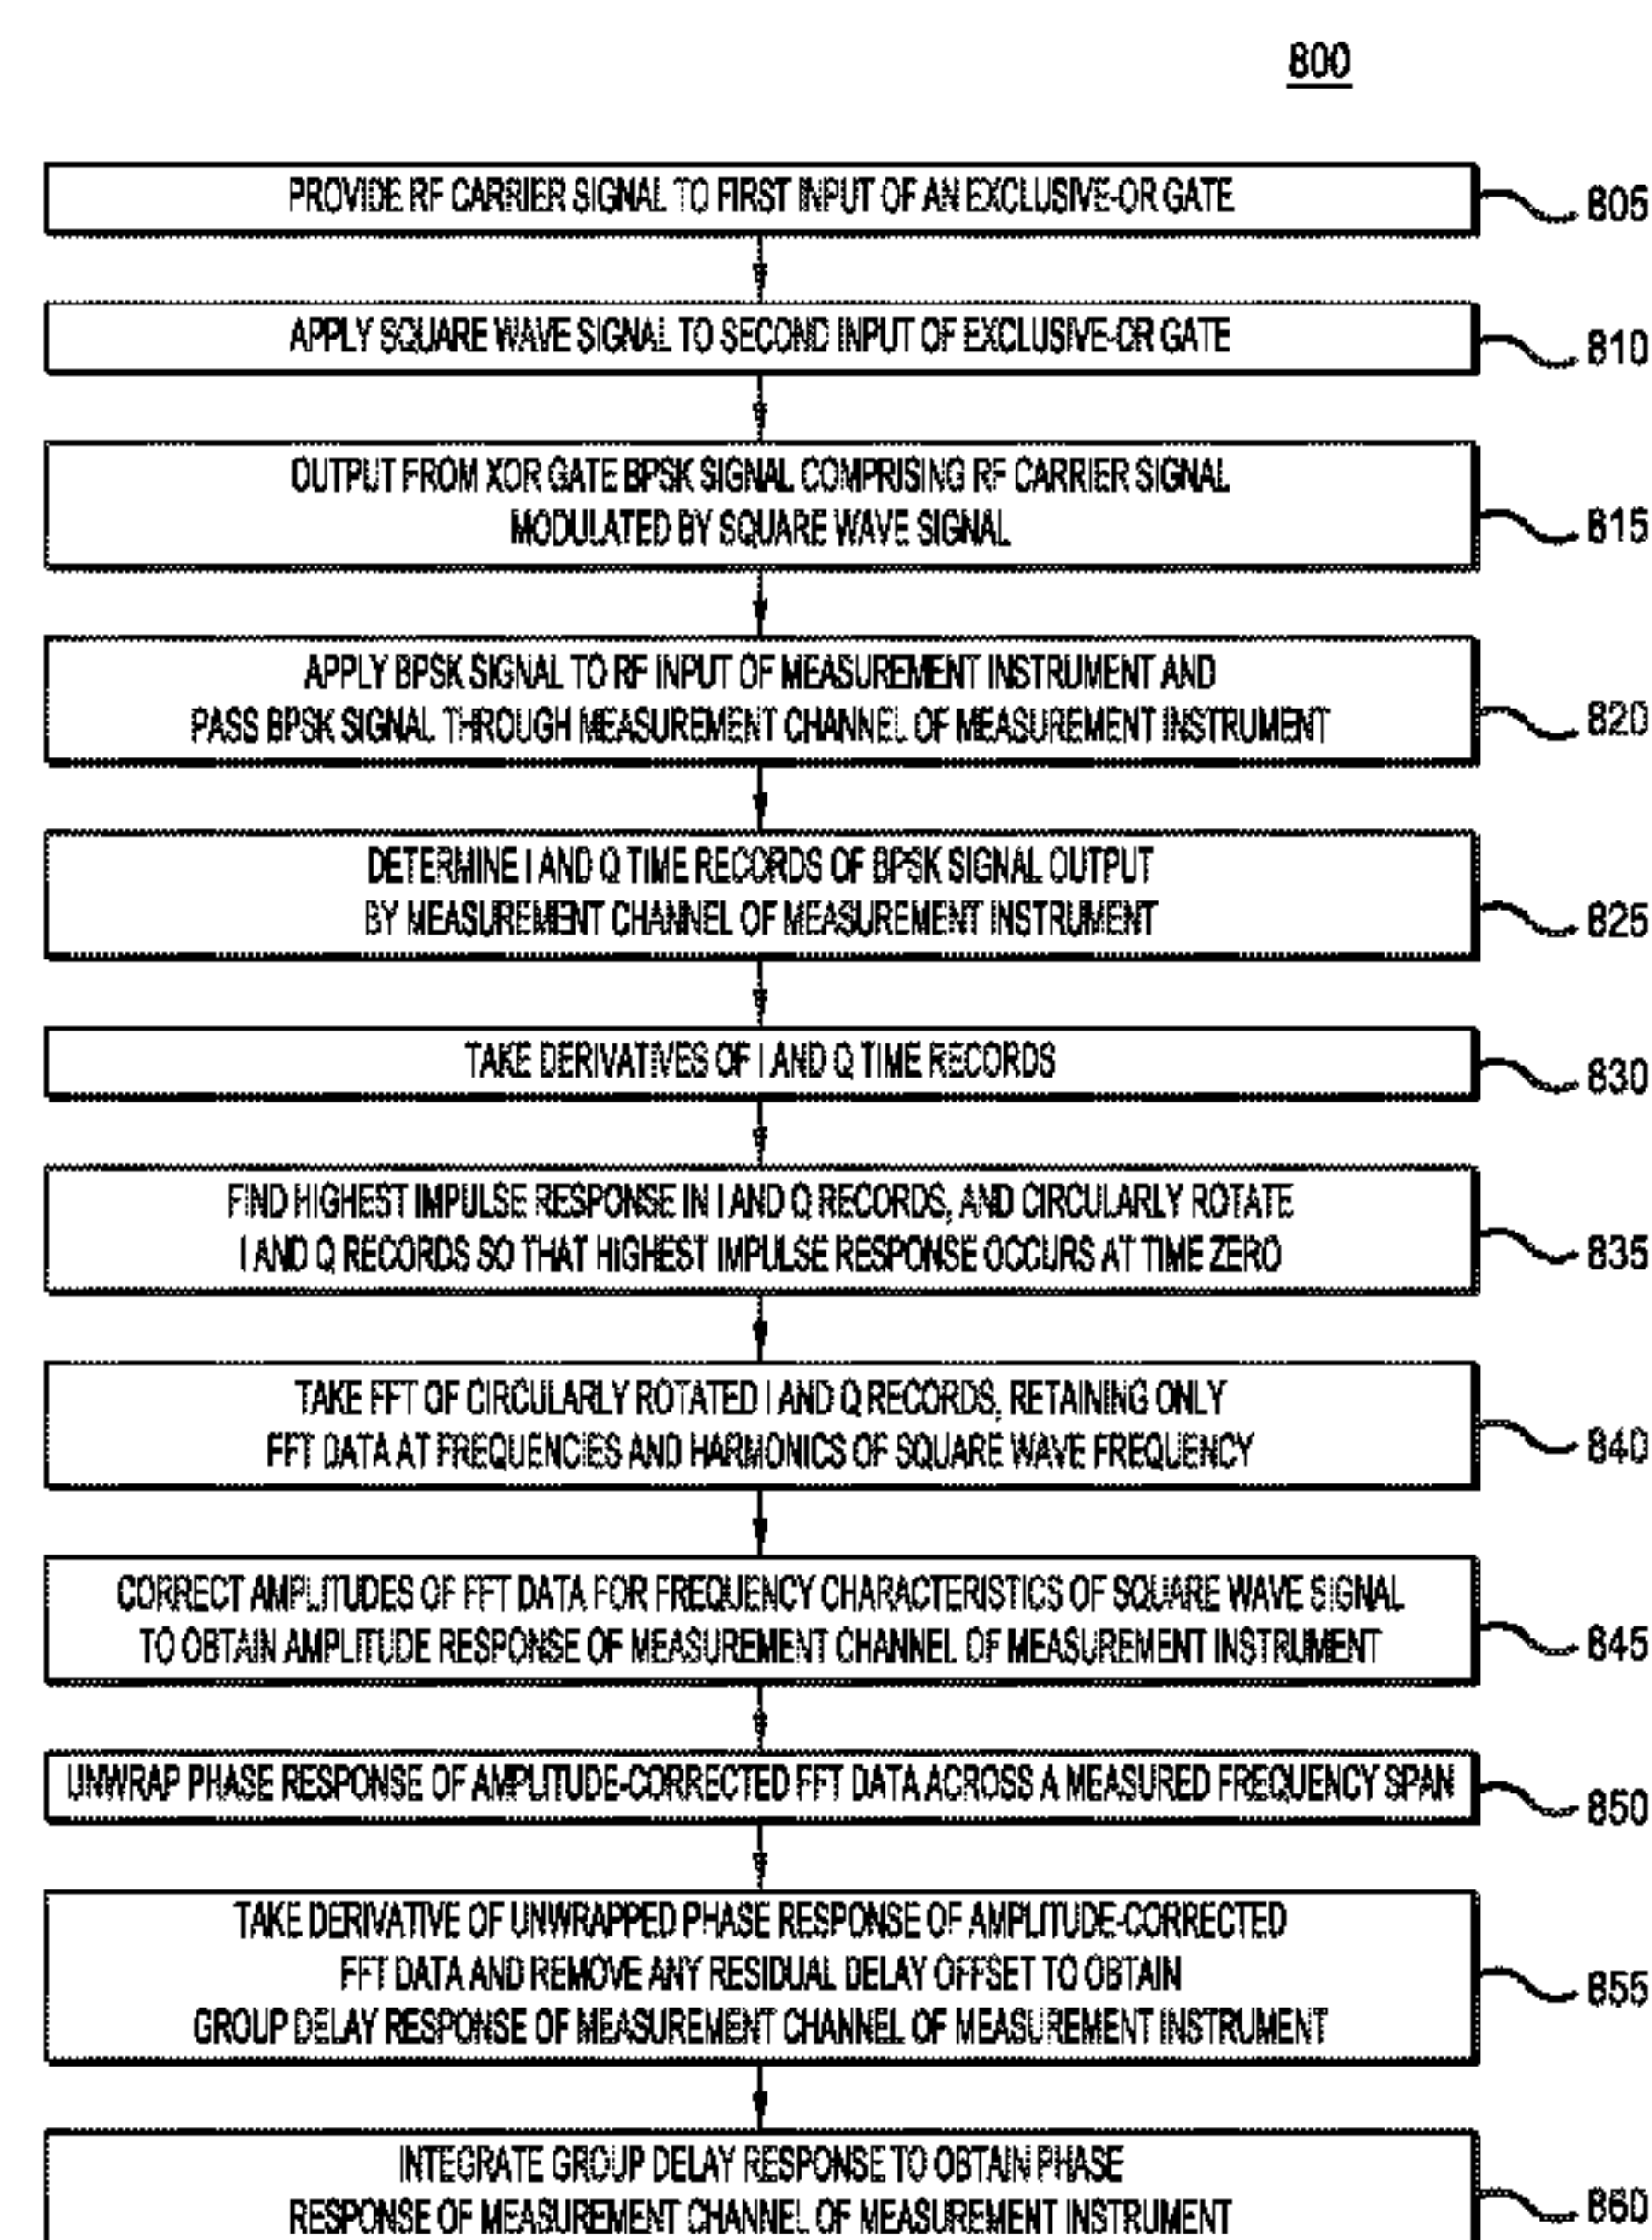 800
PROVIDE RF CARRIER SIGNAL TO FIRST INPUT OF AN EXCLUSIVE-OR GATE
805
APPLY SQUARE WAVE SIGNAL TO SECOND INPUT OF EXCLUSIVE-OR GATE
810
OUTPUT FROM XOR GATE BPSK SIGNAL COMPRISING RF CARRIER SIGNAL
MODULATED BY SQUARE WAVE SIGNAL
815
APPLY BPSK SIGNAL TO RF INPUT OF MEASUREMENT INSTRUMENT AND
PASS BPSK SIGNAL THROUGH MEASUREMENT CHANNEL OF MEASUREMENT INSTRUMENT
820
DETERMINE I AND Q TIME RECORDS OF BPSK SIGNAL OUTPUT
BY MEASUREMENT CHANNEL OF MEASUREMENT INSTRUMENT
825
TAKE DERIVATIVES OF I AND Q TIME RECORDS
830
FIND HIGHEST IMPULSE RESPONSE IN I AND Q RECORDS, AND CIRCULARLY ROTATE
I AND Q RECORDS SO THAT HIGHEST IMPULSE RESPONSE OCCURS AT TIME ZERO
835
TAKE FFT OF CIRCULARLY ROTATED I AND Q RECORDS, RETAINING ONLY
FFT DATA AT FREQUENCIES AND HARMONICS OF SQUARE WAVE FREQUENCY
840
CORRECT AMPLITUDES OF FFT DATA FOR FREQUENCY CHARACTERISTICS OF SQUARE WAVE SIGNAL
TO OBTAIN AMPLITUDE RESPONSE OF MEASUREMENT CHANNEL OF MEASUREMENT INSTRUMENT
845
UNWRAP PHASE RESPONSE OF AMPLITUDE-CORRECTED FFT DATA ACROSS A MEASURED FREQUENCY SPAN
850
TAKE DERIVATIVE OF UNWRAPPED PHASE RESPONSE OF AMPLITUDE-CORRECTED
FFT DATA AND REMOVE ANY RESIDUAL DELAY OFFSET TO OBTAIN
GROUP DELAY RESPONSE OF MEASUREMENT CHANNEL OF MEASUREMENT INSTRUMENT
855
INTEGRATE GROUP DELAY RESPONSE TO OBTAIN PHASE
RESPONSE OF MEASUREMENT CHANNEL OF MEASUREMENT INSTRUMENT
860